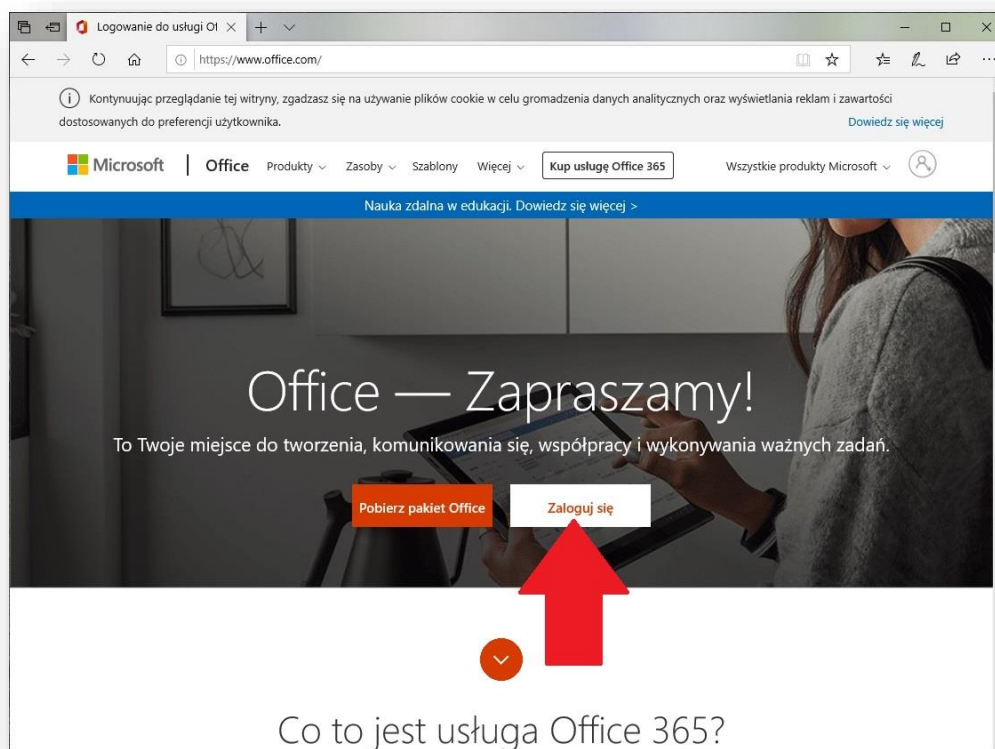 Logowanie do usługi Of
https://www.office.com/
Kontynuując przeglądanie tej witryny, zgadzasz się na używanie plików cookie w celu gromadzenia danych analitycznych oraz wyświetlania reklam i zawartości
dostosowanych do preferencji użytkownika.
Dowiedz się więcej
Microsoft | Office Produkty Zasoby Szablony Więcej Kup usługę Office 365 Wszystkie produkty Microsoft
Nauka zdalna w edukacji. Dowiedz się więcej >
Office — Zapraszamy!
To Twoje miejsce do tworzenia, komunikowania się, współpracy i wykonywania ważnych zadań.
Pobierz pakiet Office Zaloguj się
Co to jest usługa Office 365?